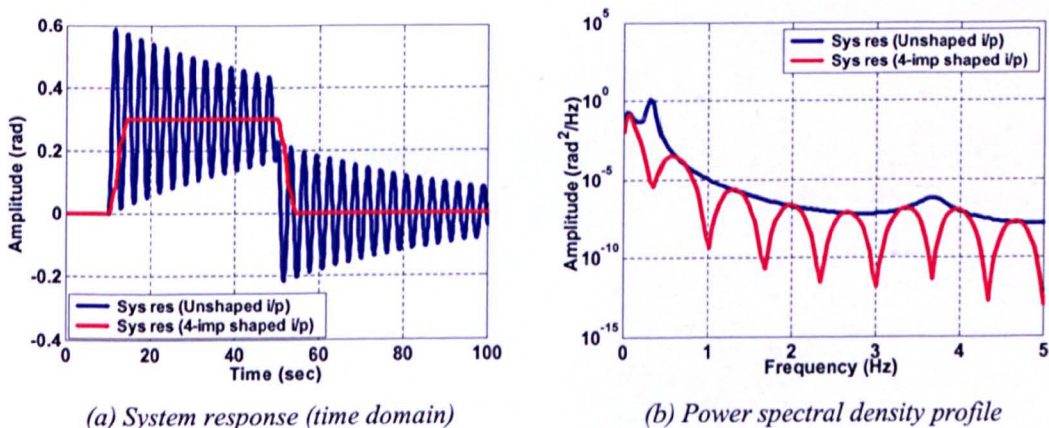 0.6
0.4
0.2
0
-0.2
-0.4
0
20
40
60
80
100
Amplitude (rad)
Time (sec)
Sys res (Unshaped i/p)
Sys res (4-imp shaped i/p)
(a) System response (time domain)
10^5
10^0
10^-5
10^-10
10^-15
0
1
2
3
4
5
Amplitude (rad^2/Hz)
Frequency (Hz)
Sys res (Unshaped i/p)
Sys res (4-imp shaped i/p)
(b) Power spectral density profile